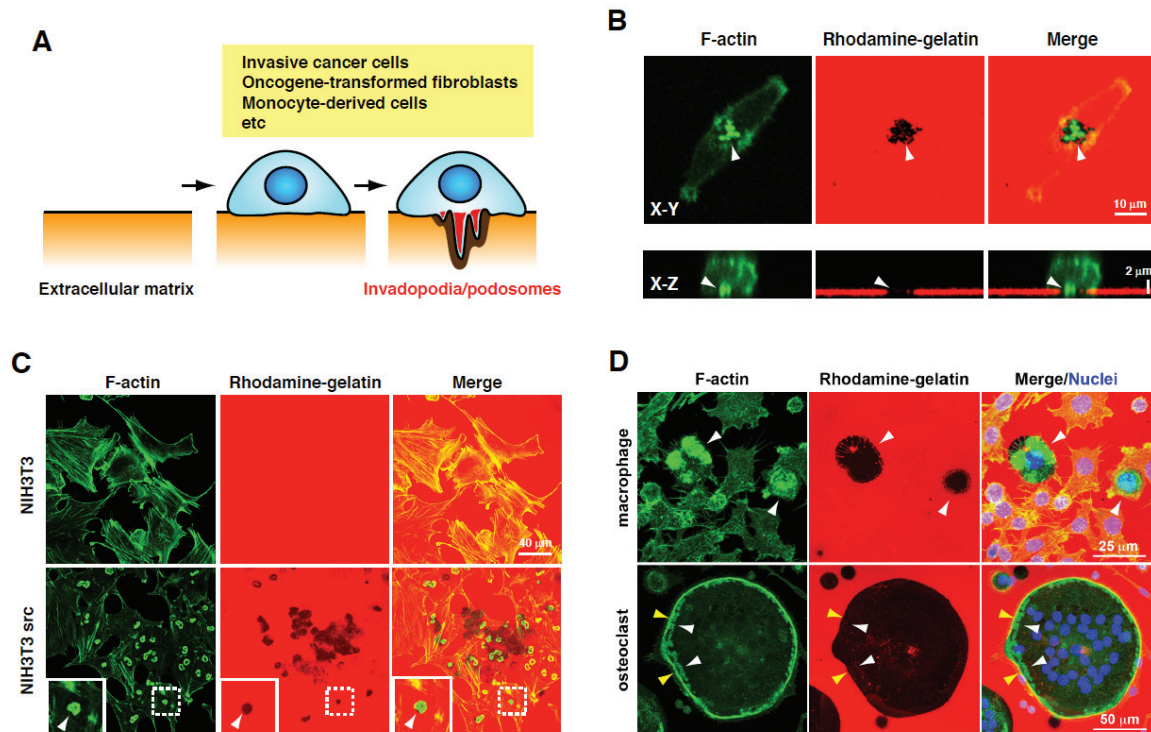 A
Invasive cancer cells
Oncogene-transformed fibroblasts
Monocyte-derived cells
etc
Extracellular matrix
Invadopodia/podosomes
B
F-actin Rhodamine-gelatin Merge
X-Y
10 μm
X-Z
2 μm
C
F-actin Rhodamine-gelatin Merge
NIH3T3
40 μm
NIH3T3 src
D
F-actin Rhodamine-gelatin Merge/Nuclei
macrophage
25 μm
osteoclast
50 μm